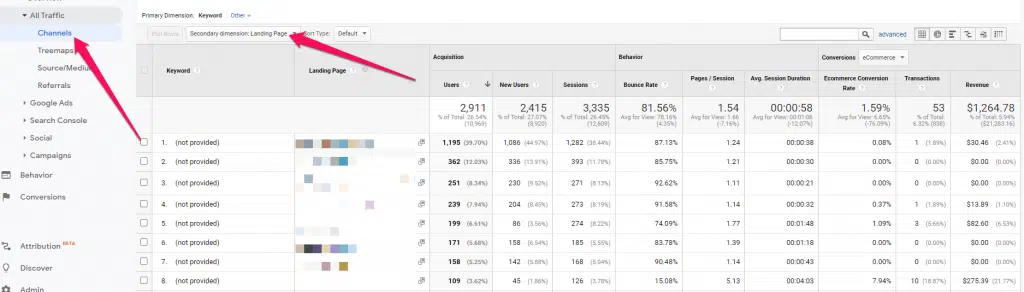 Overview
All Traffic
Channels
Treemaps
Source/Medium
Referrals
Google Ads
Search Console
Social
Campaigns
Behavior
Conversions
Attribution BETA
Discover
Admin
Primary Dimension: Keyword Other
Plot Rows Secondary dimension: Landing Page Sort Type: Default advanced
Keyword Landing Page Acquisition Behavior Conversions eCommerce
Users New Users Sessions Bounce Rate Pages / Session Avg. Session Duration Ecommerce Conversion Rate Transactions Revenue
2,911 2,415 3,335 81.56% 1.54 00:00:58 1.59% 53 $1,264.78
% of Total: 26.54% (10,969) % of Total: 27.07% (8,920) % of Total: 26.45% (12,609) Avg for View: 78.16% (4.35%) Avg for View: 1.66 (-7.16%) Avg for View: 00:01:06 (-12.07%) Avg for View: 6.65% (-76.09%) % of Total: 6.32% (838) % of Total: 5.94% ($21,283.16)
1. (not provided) 1,195 (39.70%) 1,086 (44.97%) 1,282 (38.44%) 87.13% 1.24 00:00:38 0.08% 1 (1.89%) $30.46 (2.41%)
2. (not provided) 362 (12.03%) 336 (13.91%) 393 (11.78%) 85.75% 1.21 00:00:30 0.00% 0 (0.00%) $0.00 (0.00%)
3. (not provided) 251 (8.34%) 230 (9.52%) 271 (8.13%) 92.62% 1.11 00:00:21 0.00% 0 (0.00%) $0.00 (0.00%)
4. (not provided) 239 (7.94%) 204 (8.45%) 273 (8.19%) 91.58% 1.14 00:00:32 0.37% 1 (1.89%) $13.89 (1.10%)
5. (not provided) 199 (6.61%) 86 (3.56%) 274 (8.22%) 74.09% 1.77 00:01:48 1.09% 3 (5.66%) $82.60 (6.53%)
6. (not provided) 171 (5.68%) 158 (6.54%) 185 (5.55%) 83.78% 1.39 00:01:18 0.00% 0 (0.00%) $0.00 (0.00%)
7. (not provided) 158 (5.25%) 142 (5.88%) 168 (5.04%) 90.48% 1.14 00:00:43 0.00% 0 (0.00%) $0.00 (0.00%)
8. (not provided) 109 (3.62%) 45 (1.86%) 126 (3.78%) 15.08% 5.13 00:04:03 7.94% 10 (18.87%) $275.39 (21.77%)